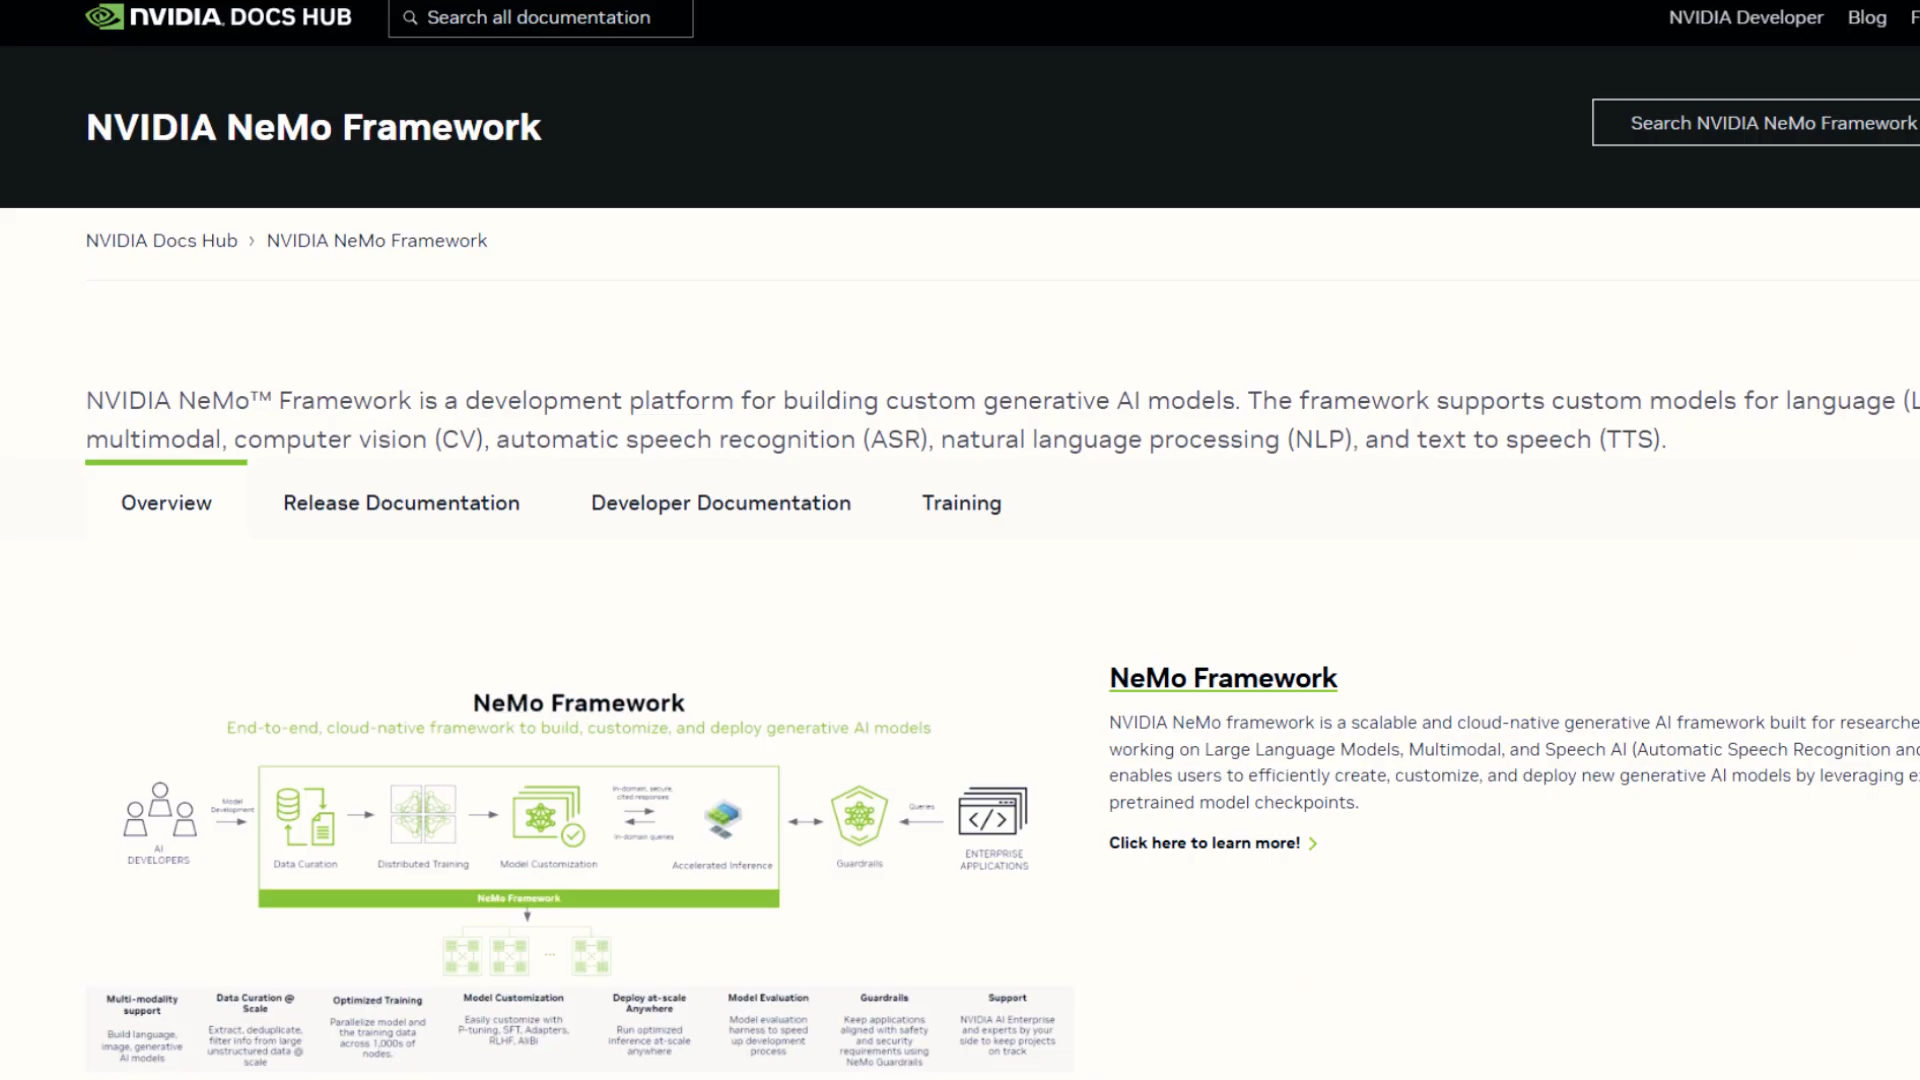 NVIDIA. DOCS HUB
Search all documentation
NVIDIA Developer
Blog
F
NVIDIA NeMo Framework
Search NVIDIA NeMo Framework
NVIDIA Docs Hub › NVIDIA NeMo Framework
NVIDIA NeMo™ Framework is a development platform for building custom generative AI models. The framework supports custom models for language (L
multimodal, computer vision (CV), automatic speech recognition (ASR), natural language processing (NLP), and text to speech (TTS).
Overview
Release Documentation
Developer Documentation
Training
NeMo Framework
End-to-end, cloud-native framework to build, customize, and deploy generative AI models
AI
DEVELOPERS
Model
Development
Data Curation
Distributed Training
Model Customization
In-domain, secure,
cited responses
In-domain queries
Accelerated Inference
Guardrails
Queries
ENTERPRISE
APPLICATIONS
NeMo Framework
...
Multi-modality
support
Build language,
image, generative
AI models
Data Curation @
Scale
Extract, deduplicate,
filter info from large
unstructured data @
scale
Optimized Training
Parallelize model and
the training data
across 1,000s of
nodes.
Model Customization
Easily customize with
P-tuning, SFT, Adapters,
RLHF, AliBi
Deploy at-scale
Anywhere
Run optimized
inference at-scale
anywhere
Model Evaluation
Model evaluation
harness to speed
up development
process
Guardrails
Keep applications
aligned with safety
and security
requirements using
NeMo Guardrails
Support
NVIDIA AI Enterprise
and experts by your
side to keep projects
on track
NeMo Framework
NVIDIA NeMo framework is a scalable and cloud-native generative AI framework built for researche
working on Large Language Models, Multimodal, and Speech AI (Automatic Speech Recognition and
enables users to efficiently create, customize, and deploy new generative AI models by leveraging e
pretrained model checkpoints.
Click here to learn more! >